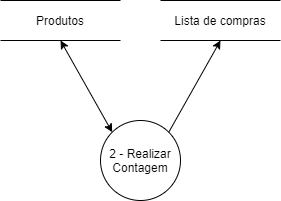 Produtos
Lista de compras
2 - Realizar
Contagem